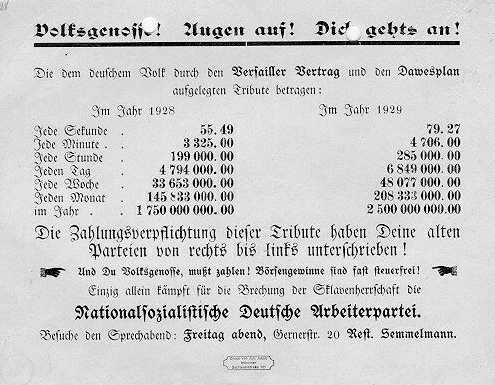 Volksgenosse! Augen auf! Dich gehts an!
Die dem deutschem Volk durch den Versailler Vertrag und den Dawesplan
aufgelegten Tribute betragen:
Im Jahr 1928 Im Jahr 1929
Jede Sekunde . 55.49 79.27
Jede Minute . . 3 325.00 4 706.00
Jede Stunde . 199 000.00 285 000.00
Jeden Tag . 4 794 000.00 6 849 000.00
Jede Woche . 33 653 000.00 48 077 000.00
Jeden Monat . 145 833 000.00 208 333 000.00
im Jahr . . 1 750 000 000.00 2 500 000 000.00
Die Zahlungsverpflichtung dieser Tribute haben Deine alten
Parteien von rechts bis links unterschrieben!
Und Du Volksgenosse, mußt zahlen! Börsengewinne sind fast steuerfrei!
Einzig allein kämpft für die Brechung der Sklavenherrschaft die
Nationalsozialistische Deutsche Arbeiterpartei.
Besuche den Sprechabend: Freitag abend, Gernerstr. 20 Rest. Semmelmann.